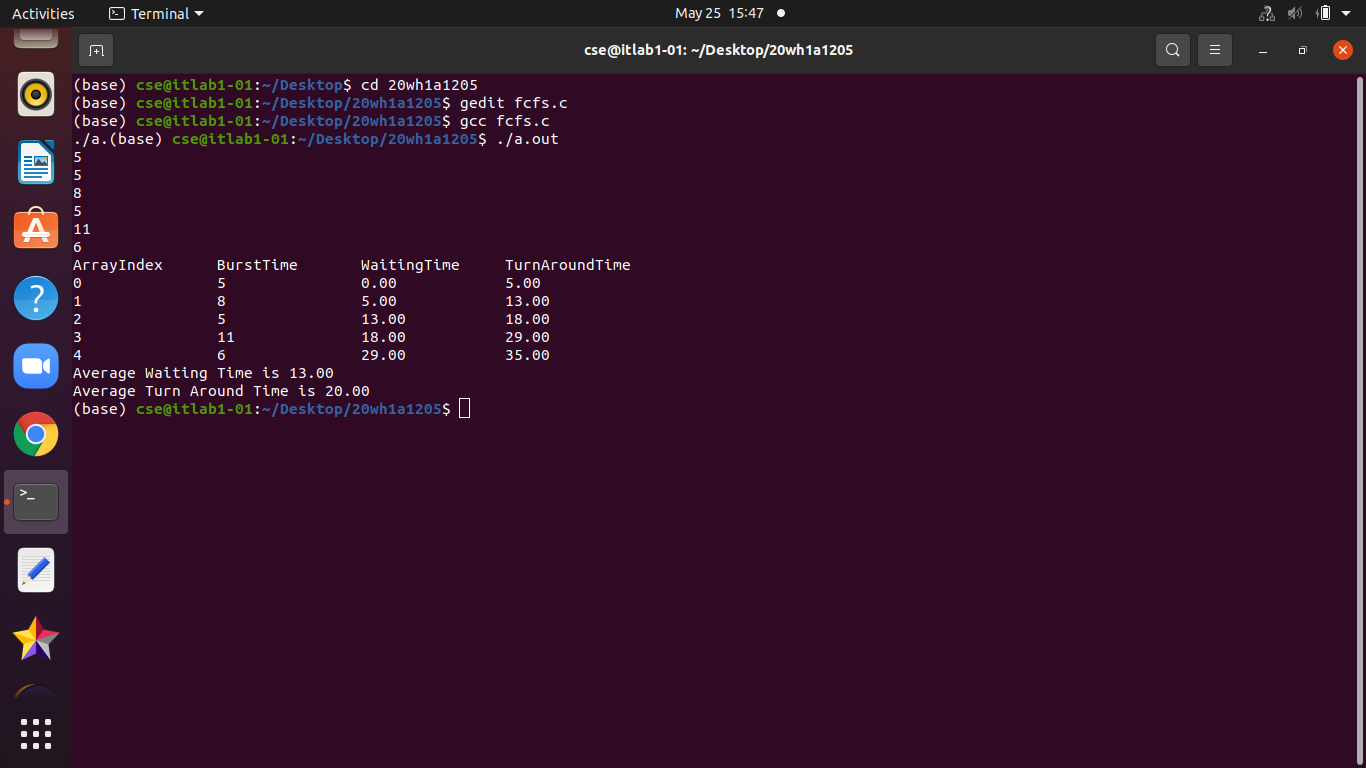 Activities Terminal May 25 15:47
cse@itlab1-01: ~/Desktop/20wh1a1205
(base) cse@itlab1-01:~/Desktop$ cd 20wh1a1205
(base) cse@itlab1-01:~/Desktop/20wh1a1205$ gedit fcfs.c
(base) cse@itlab1-01:~/Desktop/20wh1a1205$ gcc fcfs.c
./a.(base) cse@itlab1-01:~/Desktop/20wh1a1205$ ./a.out
5
5
8
5
11
6
ArrayIndex BurstTime WaitingTime TurnAroundTime
0 5 0.00 5.00
1 8 5.00 13.00
2 5 13.00 18.00
3 11 18.00 29.00
4 6 29.00 35.00
Average Waiting Time is 13.00
Average Turn Around Time is 20.00
(base) cse@itlab1-01:~/Desktop/20wh1a1205$